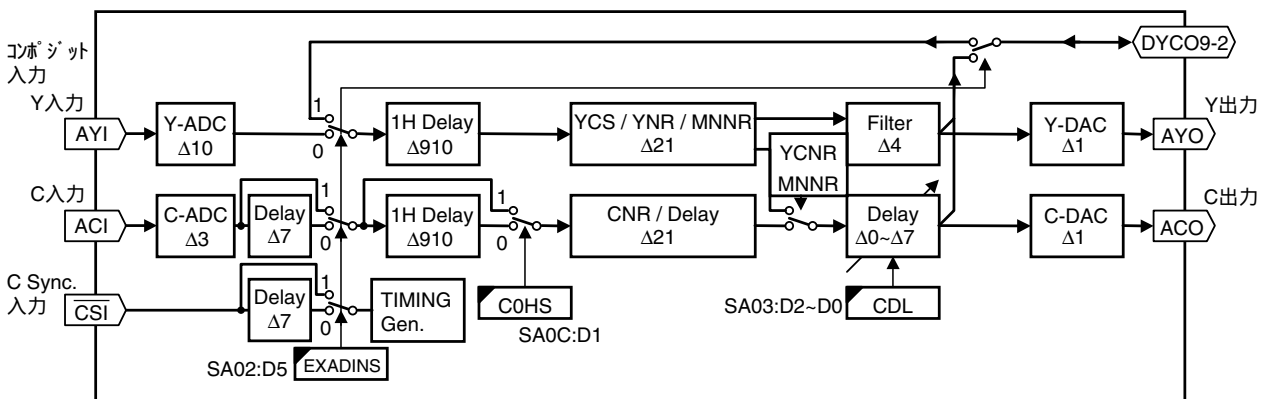 ｺﾝﾎﾟｼﾞｯﾄ
入力
DYCO9-2
Y入力
AYI
Y-ADC
Δ10
1
0
1H Delay
Δ910
YCS / YNR / MNNR
Δ21
YCNR
MNNR
Filter
Δ4
Y-DAC
Δ1
Y出力
AYO
C入力
ACI
C-ADC
Δ3
Delay
Δ7
1
0
1H Delay
Δ910
1
0
CNR / Delay
Δ21
Delay
Δ0~Δ7
C-DAC
Δ1
C出力
ACO
C Sync.
入力
CSI
Delay
Δ7
1
0
TIMING
Gen.
C0HS
SA0C:D1
SA03:D2~D0
CDL
SA02:D5
EXADINS